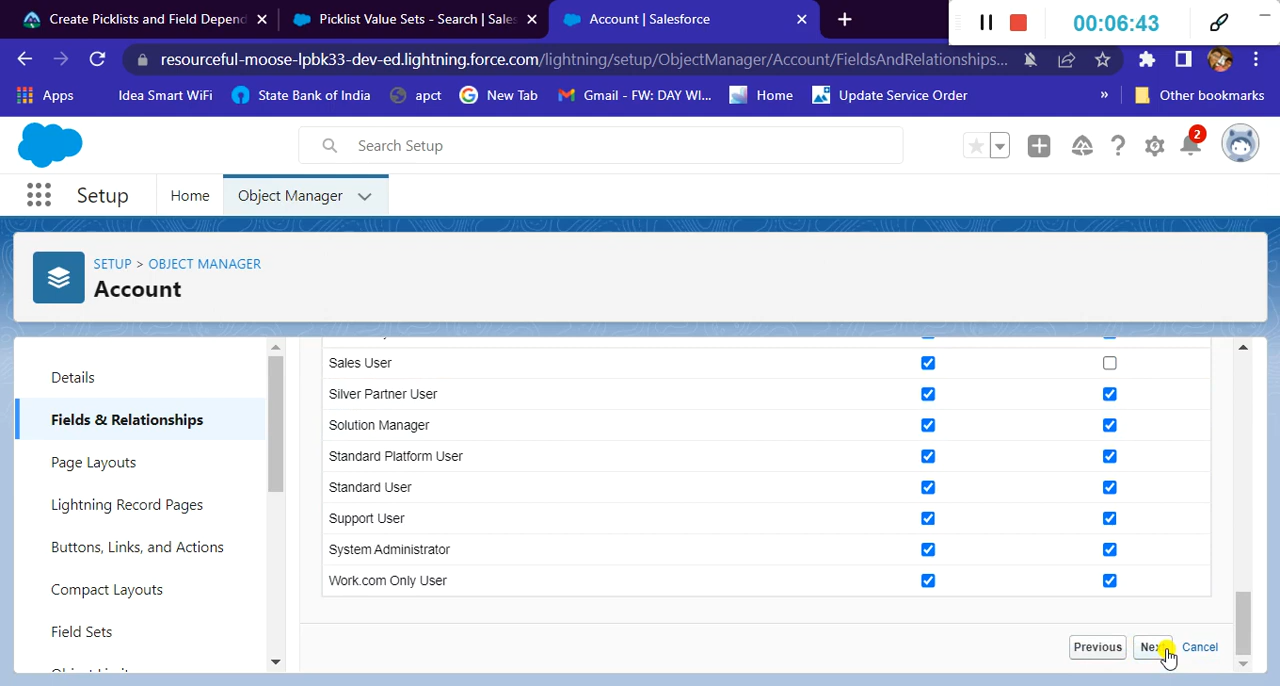 Create Picklists and Field Depend
Picklist Value Sets - Search | Sales
Account | Salesforce
00:06:43
resourceful-moose-lpbk33-dev-ed.lightning.force.com/lightning/setup/ObjectManager/Account/FieldsAndRelationships...
Apps
Idea Smart WiFi
State Bank of India
apct
New Tab
Gmail - FW: DAY WI...
Home
Update Service Order
»
Other bookmarks
Search Setup
2
Setup
Home
Object Manager
SETUP > OBJECT MANAGER
Account
Details
Fields & Relationships
Page Layouts
Lightning Record Pages
Buttons, Links, and Actions
Compact Layouts
Field Sets
Sales User
Silver Partner User
Solution Manager
Standard Platform User
Standard User
Support User
System Administrator
Work.com Only User
Previous
Next
Cancel